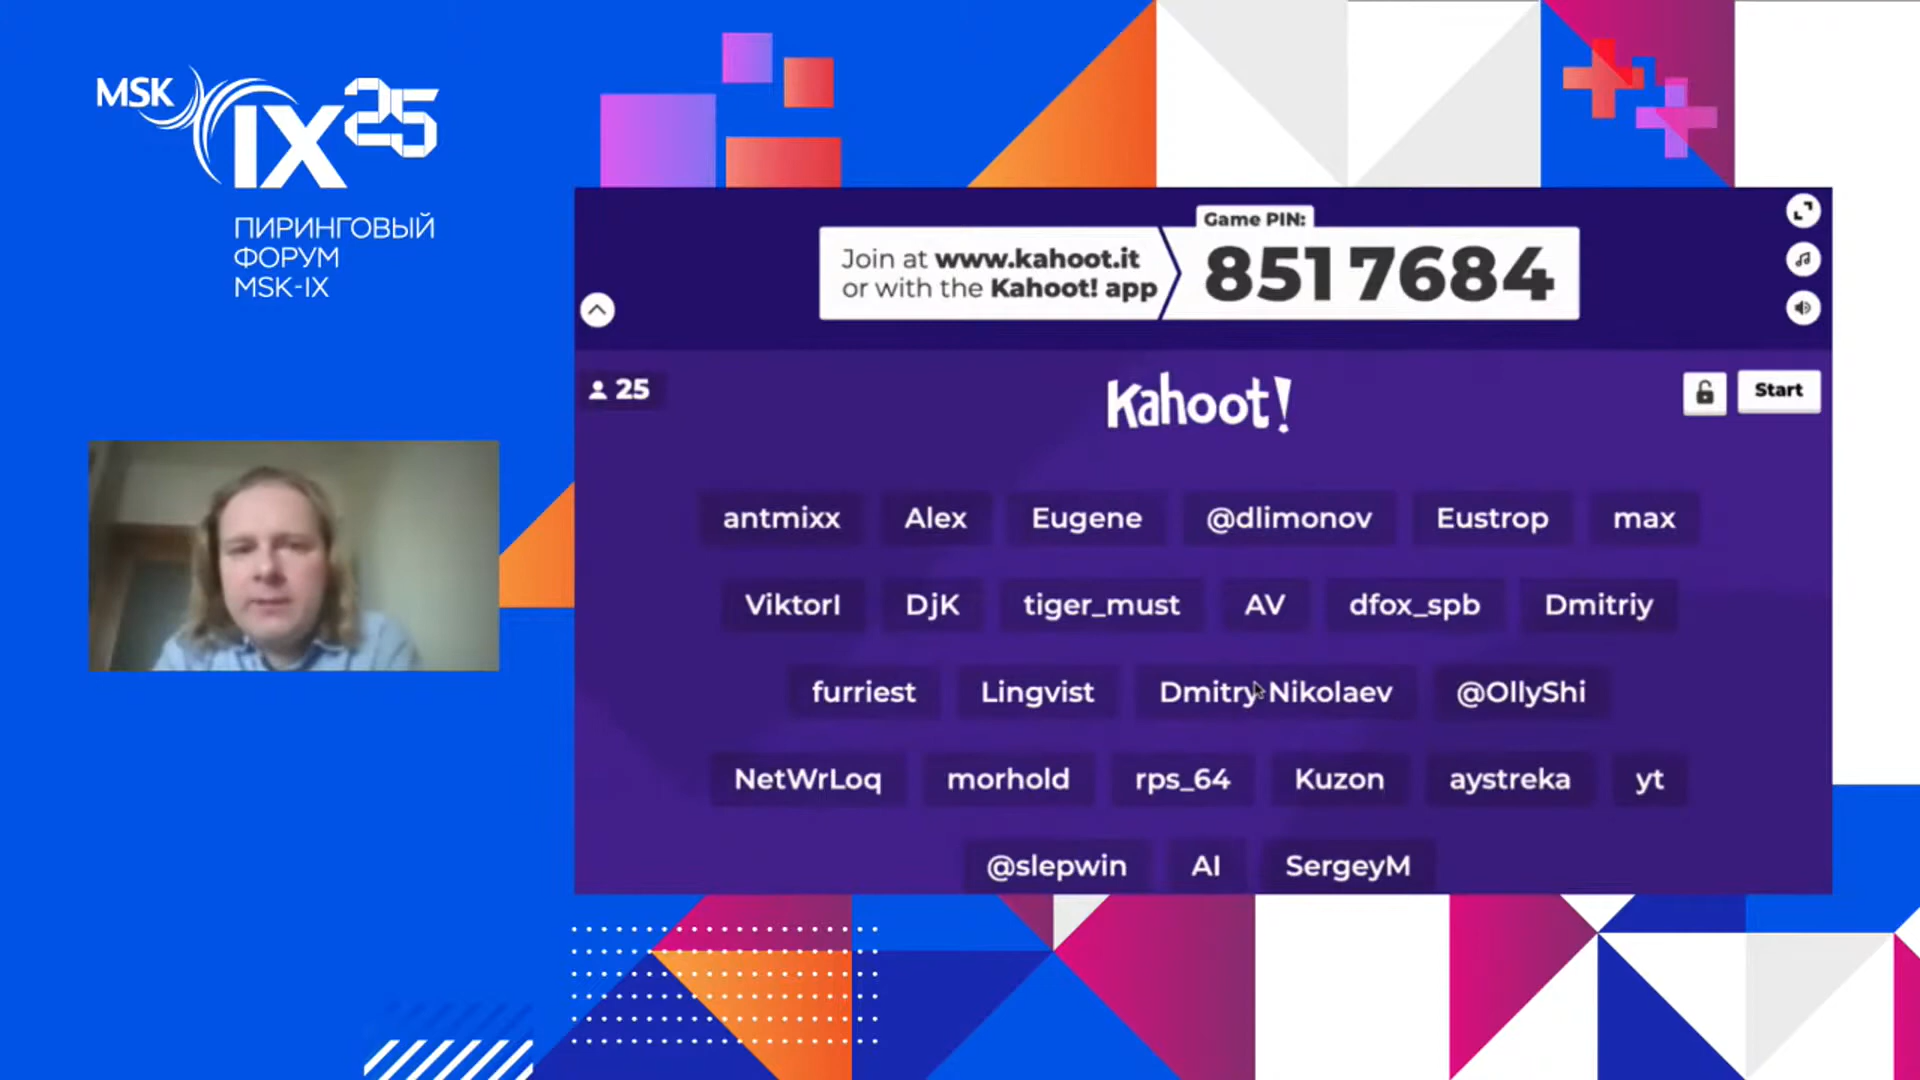 MSK
IX 25
ПИРИНГОВЫЙ
ФОРУМ
MSK-IX
Game PIN:
Join at www.kahoot.it
or with the Kahoot! app
851 7684
25
Kahoot!
Start
antmixx Alex Eugene @dlimonov Eustrop max
ViktorI DjK tiger_must AV dfox_spb Dmitriy
furriest Lingvist Dmitry Nikolaev @OllyShi
NetWrLoq morhold rps_64 Kuzon aystreka yt
@slepwin AI SergeyM